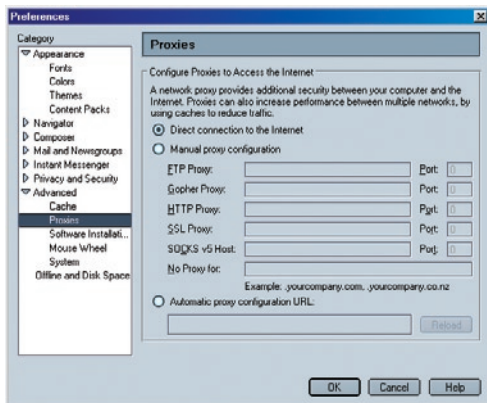 Preferences
Category
Appearance
Fonts
Colors
Themes
Content Packs
Navigator
Composer
Mail and Newsgroups
Instant Messenger
Privacy and Security
Advanced
Cache
Proxies
Software Installati...
Mouse Wheel
System
Offline and Disk Space
Proxies
Configure Proxies to Access the Internet
A network proxy provides additional security between your computer and the
Internet. Proxies can also increase performance between multiple networks, by
using caches to reduce traffic.
Direct connection to the Internet
Manual proxy configuration
FTP Proxy: Port: 0
Gopher Proxy: Port: 0
HTTP Proxy: Port: 0
SSL Proxy: Port: 0
SOCKS v5 Host: Port: 0
No Proxy for:
Example: .yourcompany.com, .yourcompany.co.nz
Automatic proxy configuration URL:
Reload
OK Cancel Help